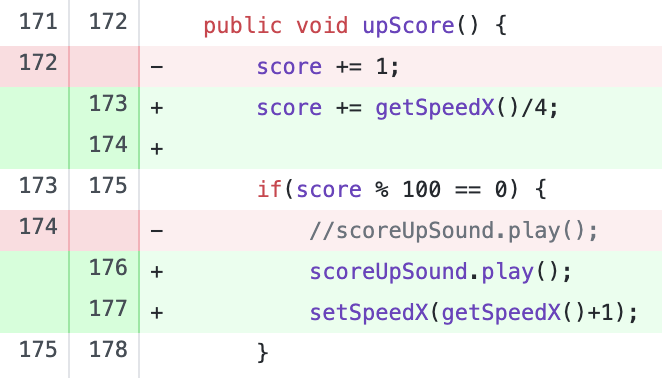 171 172 public void upScore() {
172 - score += 1;
173 + score += getSpeedX()/4;
174 +
173 175 if(score % 100 == 0) {
174 - //scoreUpSound.play();
176 + scoreUpSound.play();
177 + setSpeedX(getSpeedX()+1);
175 178 }